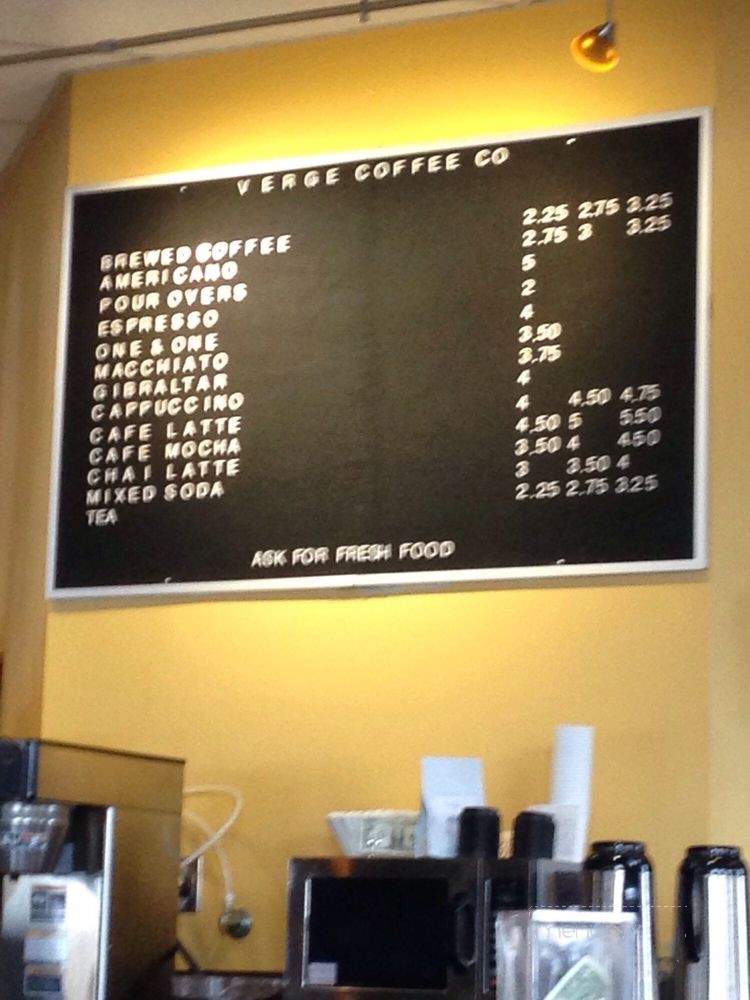 VERGE COFFEE CO
BREWED COFFEE 2.25 2.75 3.25
AMERICANO 2.75 3 3.25
POUR OVERS 5
ESPRESSO 2
ONE & ONE 4
MACCHIATO 3.50
GIBRALTAR 3.75
CAPPUCCINO 4
CAFE LATTE 4 4.50 4.75
CAFE MOCHA 4.50 5 5.50
CHAI LATTE 3.50 4 4.50
MIXED SODA 3 3.50 4
TEA 2.25 2.75 3.25
ASK FOR FRESH FOOD